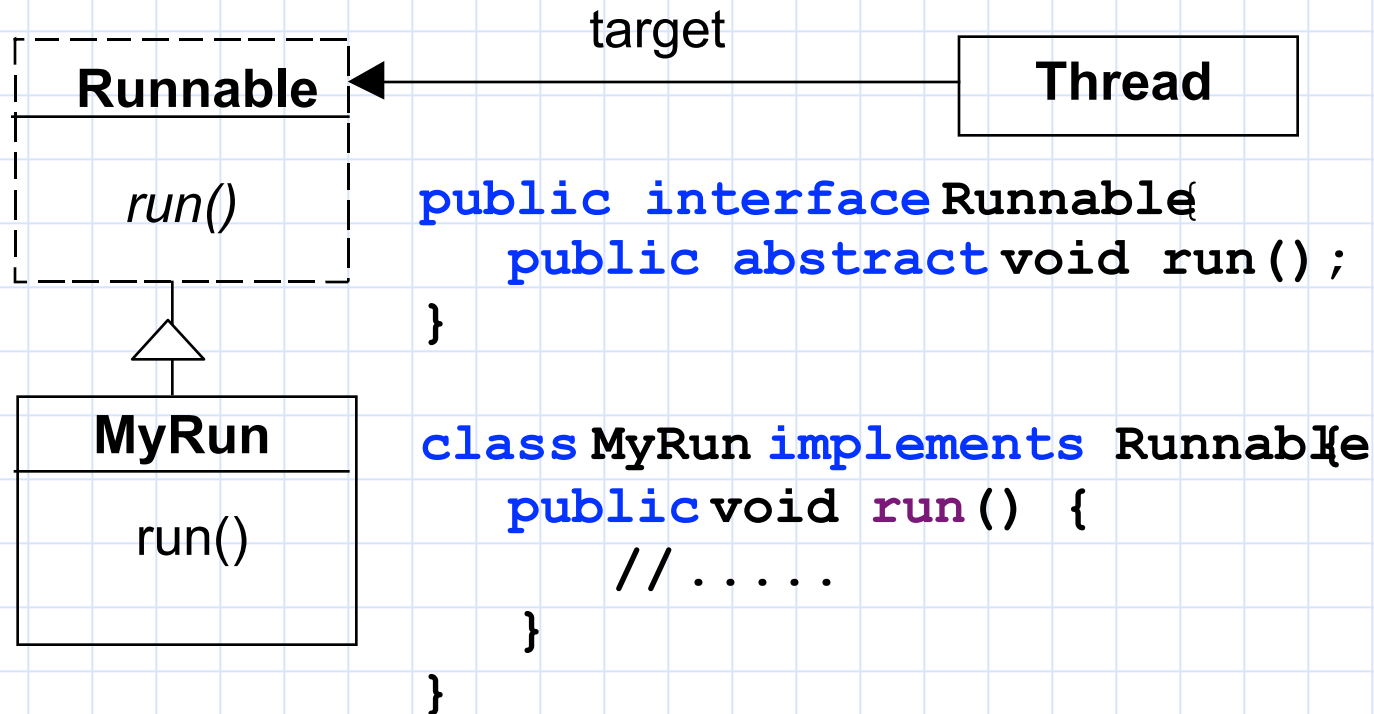 target
Runnable
Thread
run()
public interface Runnable{
public abstract void run();
}
MyRun
run()
class MyRun implements Runnable{
public void run() {
//.....
}
}